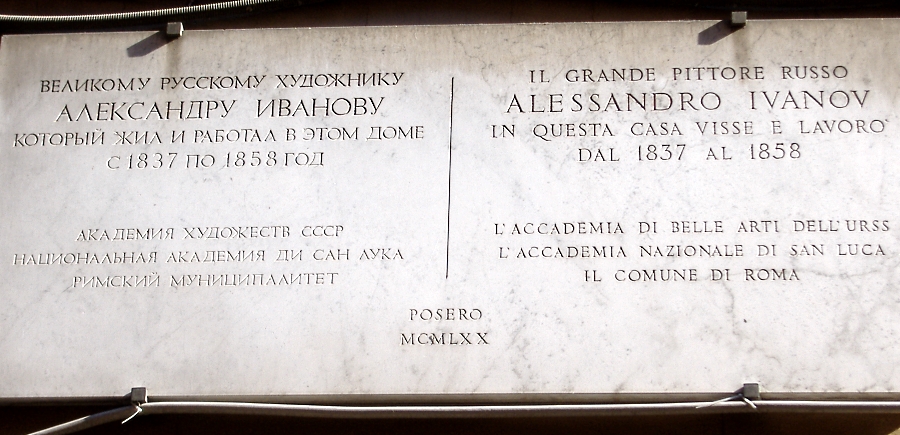 ВЕЛИКОМУ РУССКОМУ ХУДОЖНИКУ
АЛЕКСАНДРУ ИВАНОВУ
КОТОРЫЙ ЖИЛ И РАБОТАЛ В ЭТОМ ДОМЕ
С 1837 ПО 1858 ГОД
АКАДЕМИЯ ХУДОЖЕСТВ СССР
НАЦИОНАЛЬНАЯ АКАДЕМИЯ ДИ САН ЛУКА
РИМСКИЙ МУНИЦИПАЛИТЕТ
IL GRANDE PITTORE RUSSO
ALESSANDRO IVANOV
IN QUESTA CASA VISSE E LAVORO'
DAL 1837 AL 1858
L'ACCADEMIA DI BELLE ARTI DELL'URSS
L'ACCADEMIA NAZIONALE DI SAN LUCA
IL COMUNE DI ROMA
POSERO
MCMLXX